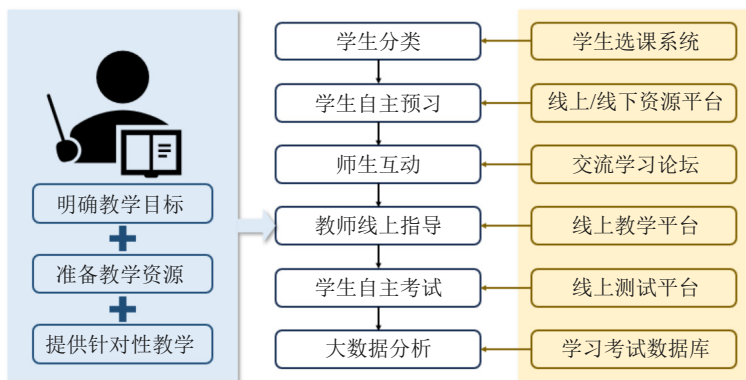 明确教学目标
准备教学资源
提供针对性教学
学生分类
学生自主预习
师生互动
教师线上指导
学生自主考试
大数据分析
学生选课系统
线上/线下资源平台
交流学习论坛
线上教学平台
线上测试平台
学习考试数据库